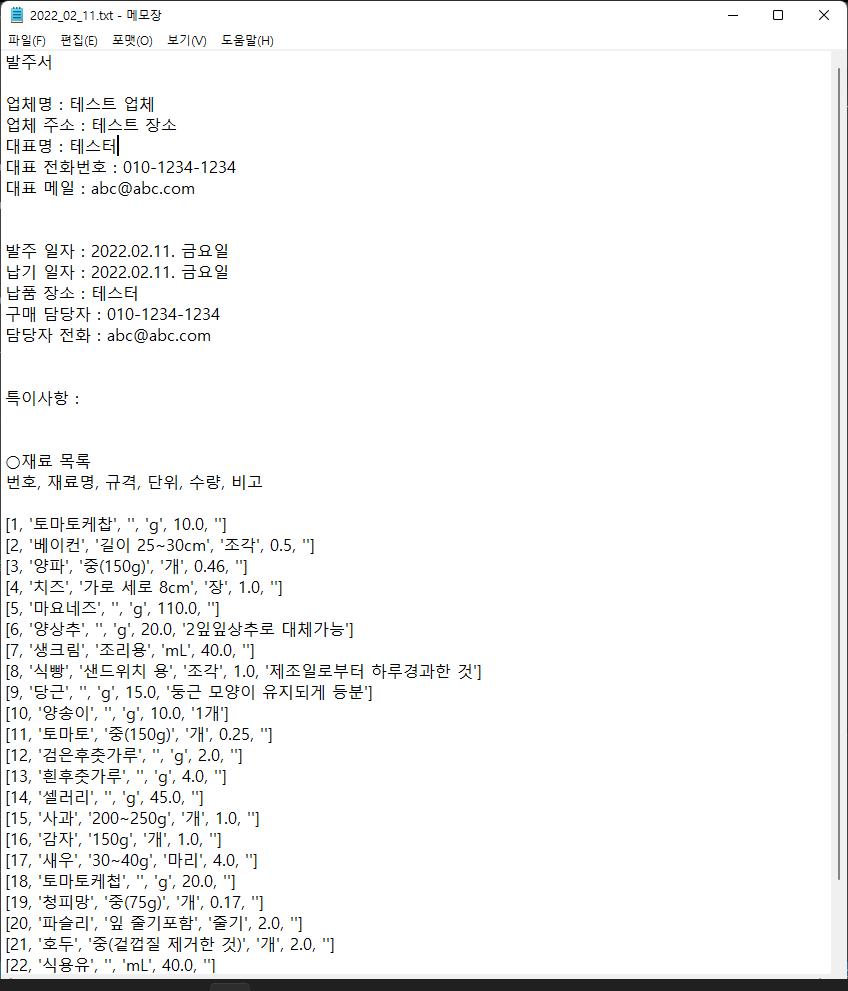 2022_02_11.txt - 메모장
파일(F) 편집(E) 포맷(O) 보기(V) 도움말(H)
발주서
업체명 : 테스트 업체
업체 주소 : 테스트 장소
대표명 : 테스터
대표 전화번호 : 010-1234-1234
대표 메일 : abc@abc.com
발주 일자 : 2022.02.11. 금요일
납기 일자 : 2022.02.11. 금요일
납품 장소 : 테스터
구매 담당자 : 010-1234-1234
담당자 전화 : abc@abc.com
특이사항 :
○재료 목록
번호, 재료명, 규격, 단위, 수량, 비고
[1, '토마토케찹', '', 'g', 10.0, '']
[2, '베이컨', '길이 25~30cm', '조각', 0.5, '']
[3, '양파', '중(150g)', '개', 0.46, '']
[4, '치즈', '가로 세로 8cm', '장', 1.0, '']
[5, '마요네즈', '', 'g', 110.0, '']
[6, '양상추', '', 'g', 20.0, '2잎잎상추로 대체가능']
[7, '생크림', '조리용', 'mL', 40.0, '']
[8, '식빵', '샌드위치 용', '조각', 1.0, '제조일로부터 하루경과한 것']
[9, '당근', '', 'g', 15.0, '둥근 모양이 유지되게 등분']
[10, '양송이', '', 'g', 10.0, '1개']
[11, '토마토', '중(150g)', '개', 0.25, '']
[12, '검은후춧가루', '', 'g', 2.0, '']
[13, '흰후춧가루', '', 'g', 4.0, '']
[14, '셀러리', '', 'g', 45.0, '']
[15, '사과', '200~250g', '개', 1.0, '']
[16, '감자', '150g', '개', 1.0, '']
[17, '새우', '30~40g', '마리', 4.0, '']
[18, '토마토케첩', '', 'g', 20.0, '']
[19, '청피망', '중(75g)', '개', 0.17, '']
[20, '파슬리', '잎 줄기포함', '줄기', 2.0, '']
[21, '호두', '중(겉껍질 제거한 것)', '개', 2.0, '']
[22, '식용유', '', 'mL', 40.0, '']